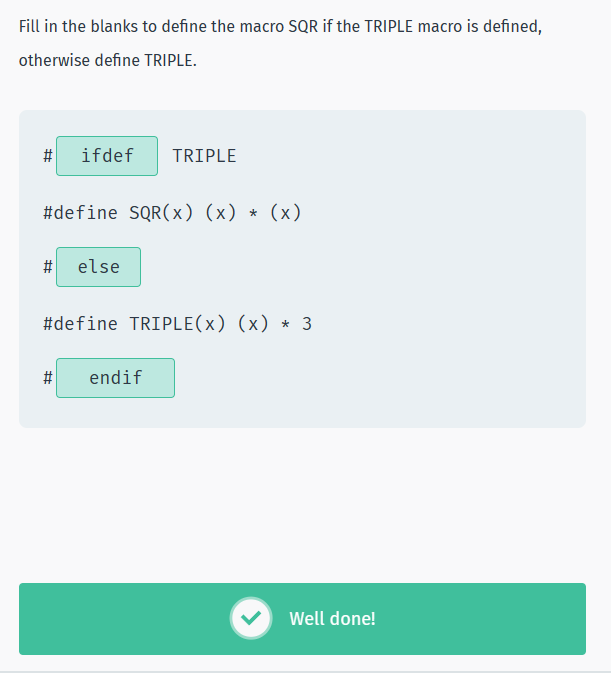 Fill in the blanks to define the macro SQR if the TRIPLE macro is defined,
otherwise define TRIPLE.
# ifdef TRIPLE
#define SQR(x) (x) * (x)
# else
#define TRIPLE(x) (x) * 3
# endif
Well done!